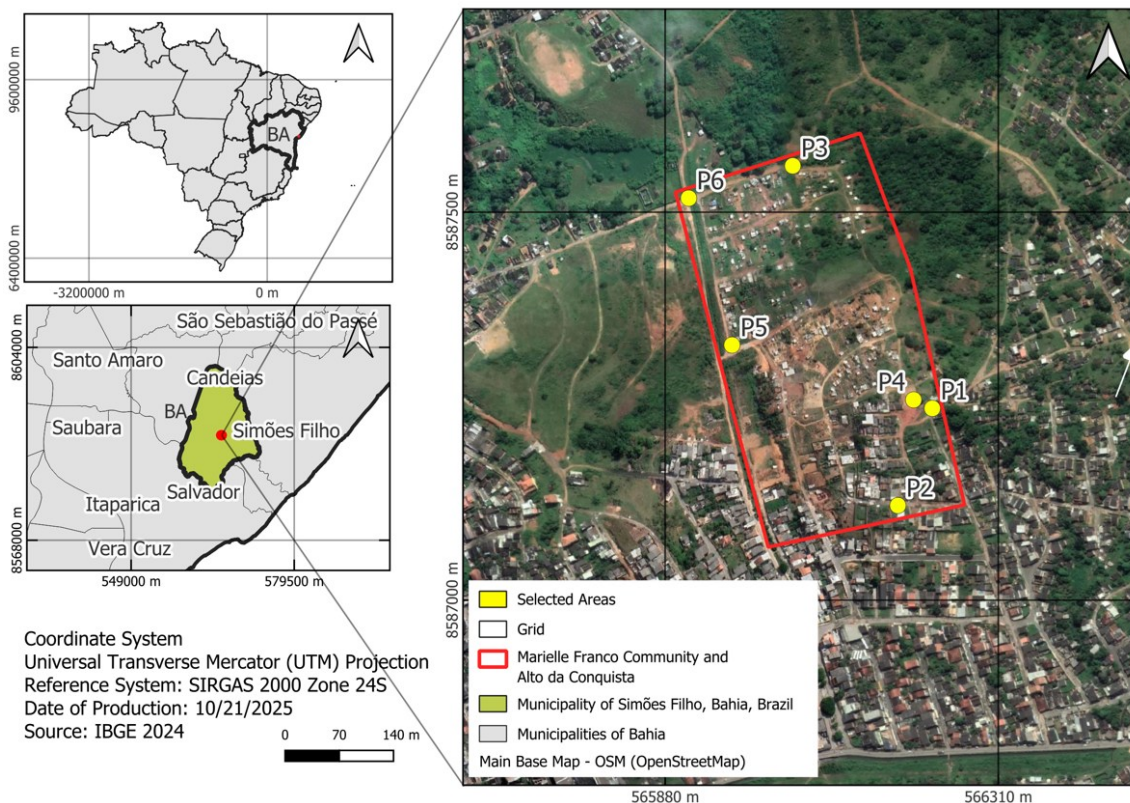 9600000 m
BA
6400000 m
-3200000 m
0 m
São Sebastião do Passé
8604000 m
Santo Amaro
Candeias
BA
Saubara
Simões Filho
Salvador
Itaparica
Vera Cruz
8568000 m
549000 m
579500 m
Coordinate System
Universal Transverse Mercator (UTM) Projection
Reference System: SIRGAS 2000 Zone 24S
Date of Production: 10/21/2025
Source: IBGE 2024
0 70 140 m
P3
P6
8587500 m
P5
P4
P1
P2
8587000 m
Selected Areas
Grid
Marielle Franco Community and
Alto da Conquista
Municipality of Simões Filho, Bahia, Brazil
Municipalities of Bahia
Main Base Map - OSM (OpenStreetMap)
565880 m
566310 m